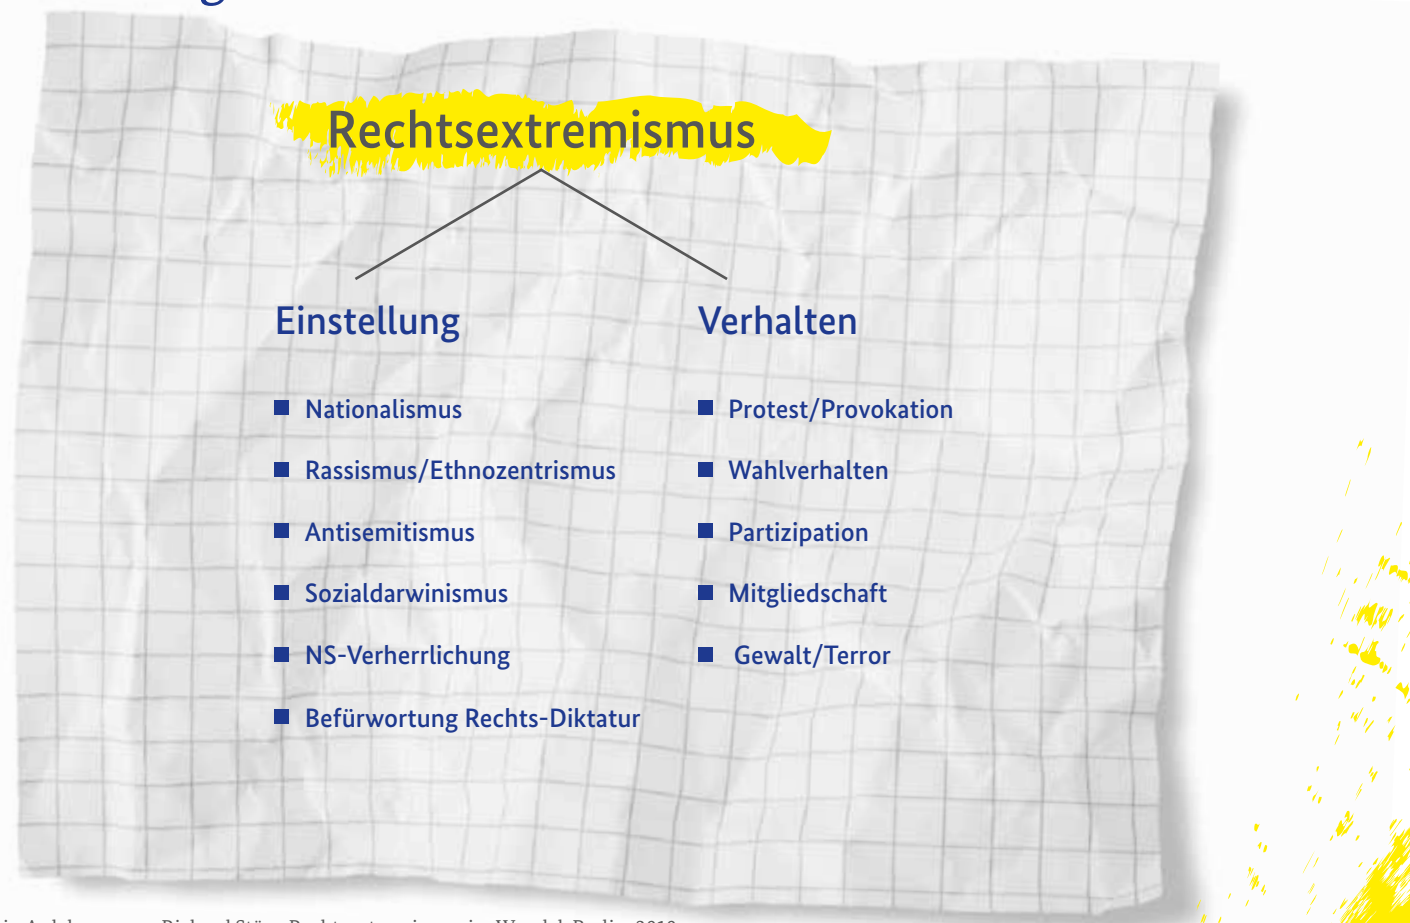 Rechtsextremismus
Einstellung
Verhalten
Nationalismus
Rassismus/Ethnozentrismus
Antisemitismus
Sozialdarwinismus
NS-Verherrlichung
Befürwortung Rechts-Diktatur
Protest/Provokation
Wahlverhalten
Partizipation
Mitgliedschaft
Gewalt/Terror